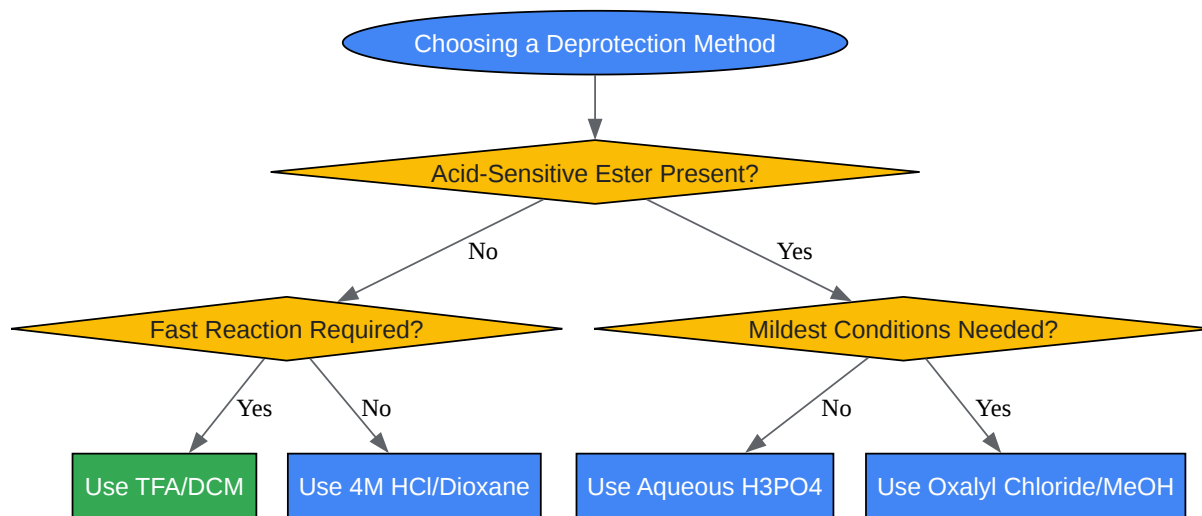 Choosing a Deprotection Method
Acid-Sensitive Ester Present?
No
Yes
Fast Reaction Required?
Mildest Conditions Needed?
Yes
No
No
Yes
Use TFA/DCM
Use 4M HCl/Dioxane
Use Aqueous H3PO4
Use Oxalyl Chloride/MeOH